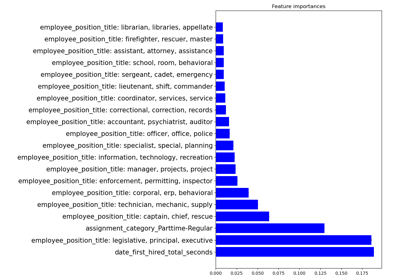 Feature importances
employee_position_title: librarian, libraries, appellate
employee_position_title: firefighter, rescuer, master
employee_position_title: assistant, attorney, assistance
employee_position_title: school, room, behavioral
employee_position_title: sergeant, cadet, emergency
employee_position_title: lieutenant, shift, commander
employee_position_title: coordinator, services, service
employee_position_title: correctional, correction, records
employee_position_title: accountant, psychiatrist, auditor
employee_position_title: officer, office, police
employee_position_title: specialist, special, planning
employee_position_title: information, technology, recreation
employee_position_title: manager, projects, project
employee_position_title: enforcement, permitting, inspector
employee_position_title: corporal, erp, behavioral
employee_position_title: technician, mechanic, supply
employee_position_title: captain, chief, rescue
assignment_category_Parttime-Regular
employee_position_title: legislative, principal, executive
date_first_hired_total_seconds
0.000 0.025 0.050 0.075 0.100 0.125 0.150 0.175